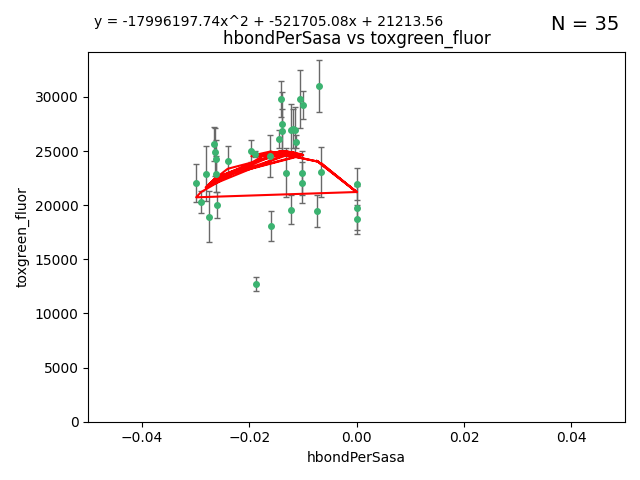 y = -17996197.74x^2 + -521705.08x + 21213.56
N = 35
hbondPerSasa vs toxgreen_fluor
toxgreen_fluor
30000
25000
20000
15000
10000
5000
0
−0.04
−0.02
0.00
0.02
0.04
hbondPerSasa